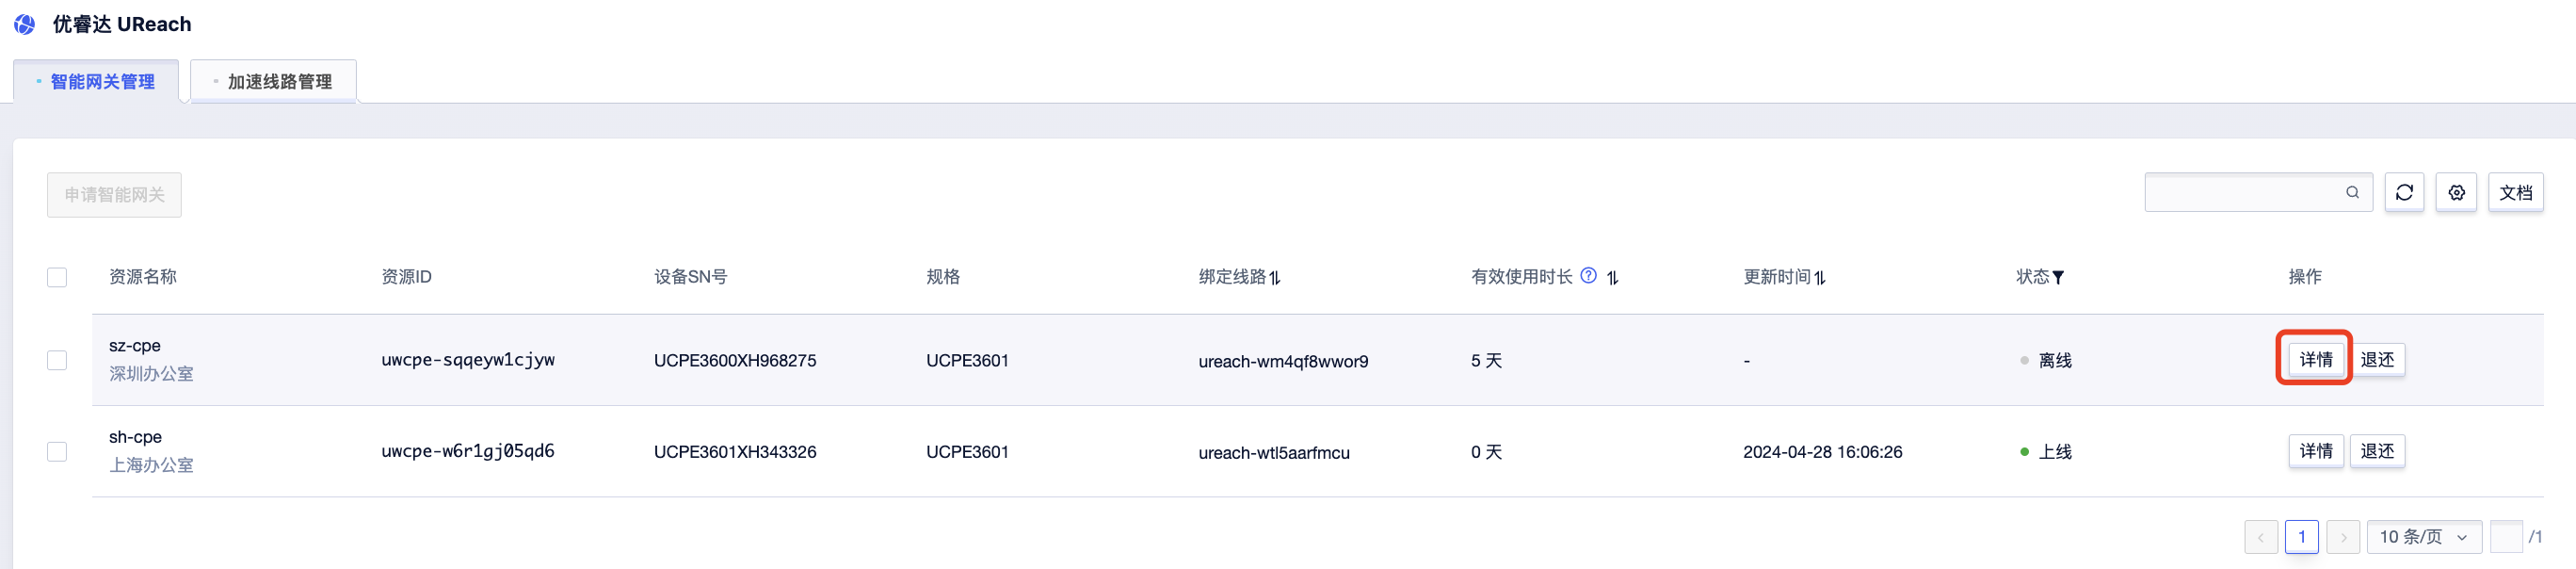 优睿达 UReach
智能网关管理 加速线路管理
申请智能网关 文档
资源名称 资源ID 设备SN号 规格 绑定线路 有效使用时长 更新时间 状态 操作
sz-cpe
深圳办公室
uwcpe-sqqeyw1cjyw UCPE3600XH968275 UCPE3601 ureach-wm4qf8wwor9 5 天 - 离线 详情 退还
sh-cpe
上海办公室
uwcpe-w6r1gj05qd6 UCPE3601XH343326 UCPE3601 ureach-wtl5aarfmcu 0 天 2024-04-28 16:06:26 上线 详情 退还
1 10 条/页 /1